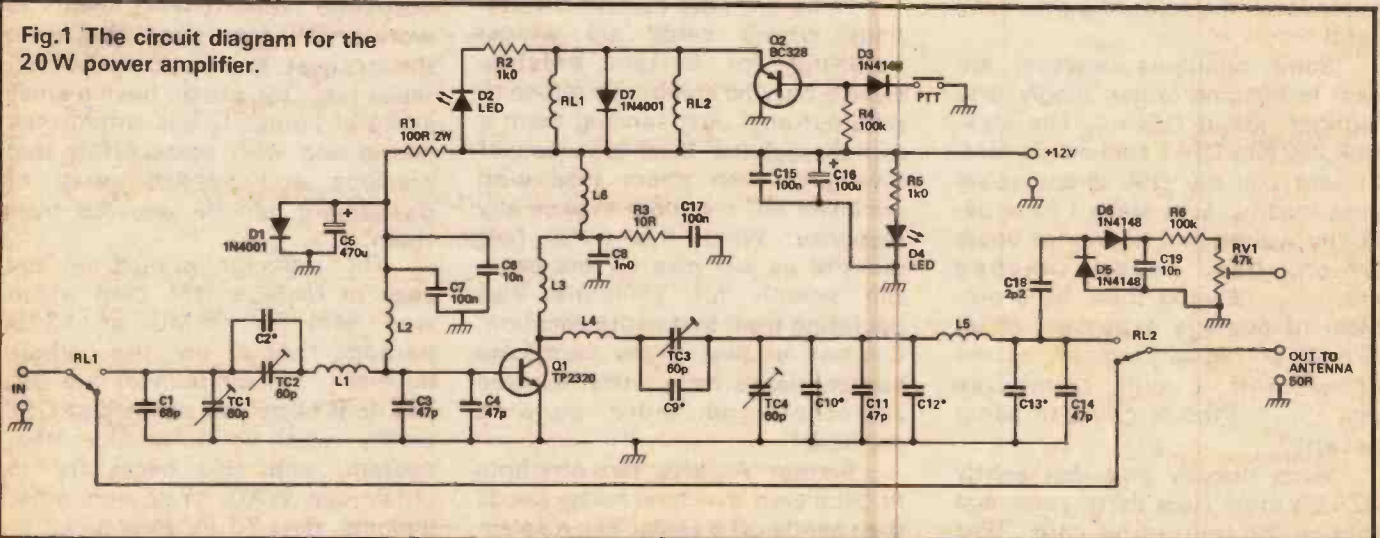 Fig.1 The circuit diagram for the
20W power amplifier.
R2
1k0
D2
LED
RL1
D7
1N4001
RL2
Q2
BC328
D3
1N4148
PTT
R4
100k
R1
100R 2W
+12V
C15
100n
+
C16
100u
R5
1k0
D4
LED
L6
R3
10R
C17
100n
C8
1n0
D1
1N4001
+
C5
470u
C6
10n
C7
100n
L3
L2
D6
1N4148
R6
100k
RV1
47k
D5
1N4148
C19
10n
C18
2p2
RL1
IN
C2*
TC2
60p
L1
C1
68p
TC1
60p
C3
47p
C4
47p
Q1
TP2320
L4
TC3
60p
C9*
TC4
60p
C10*
C11
47p
C12*
L5
C13*
C14
47p
RL2
OUT TO
ANTENNA
50R